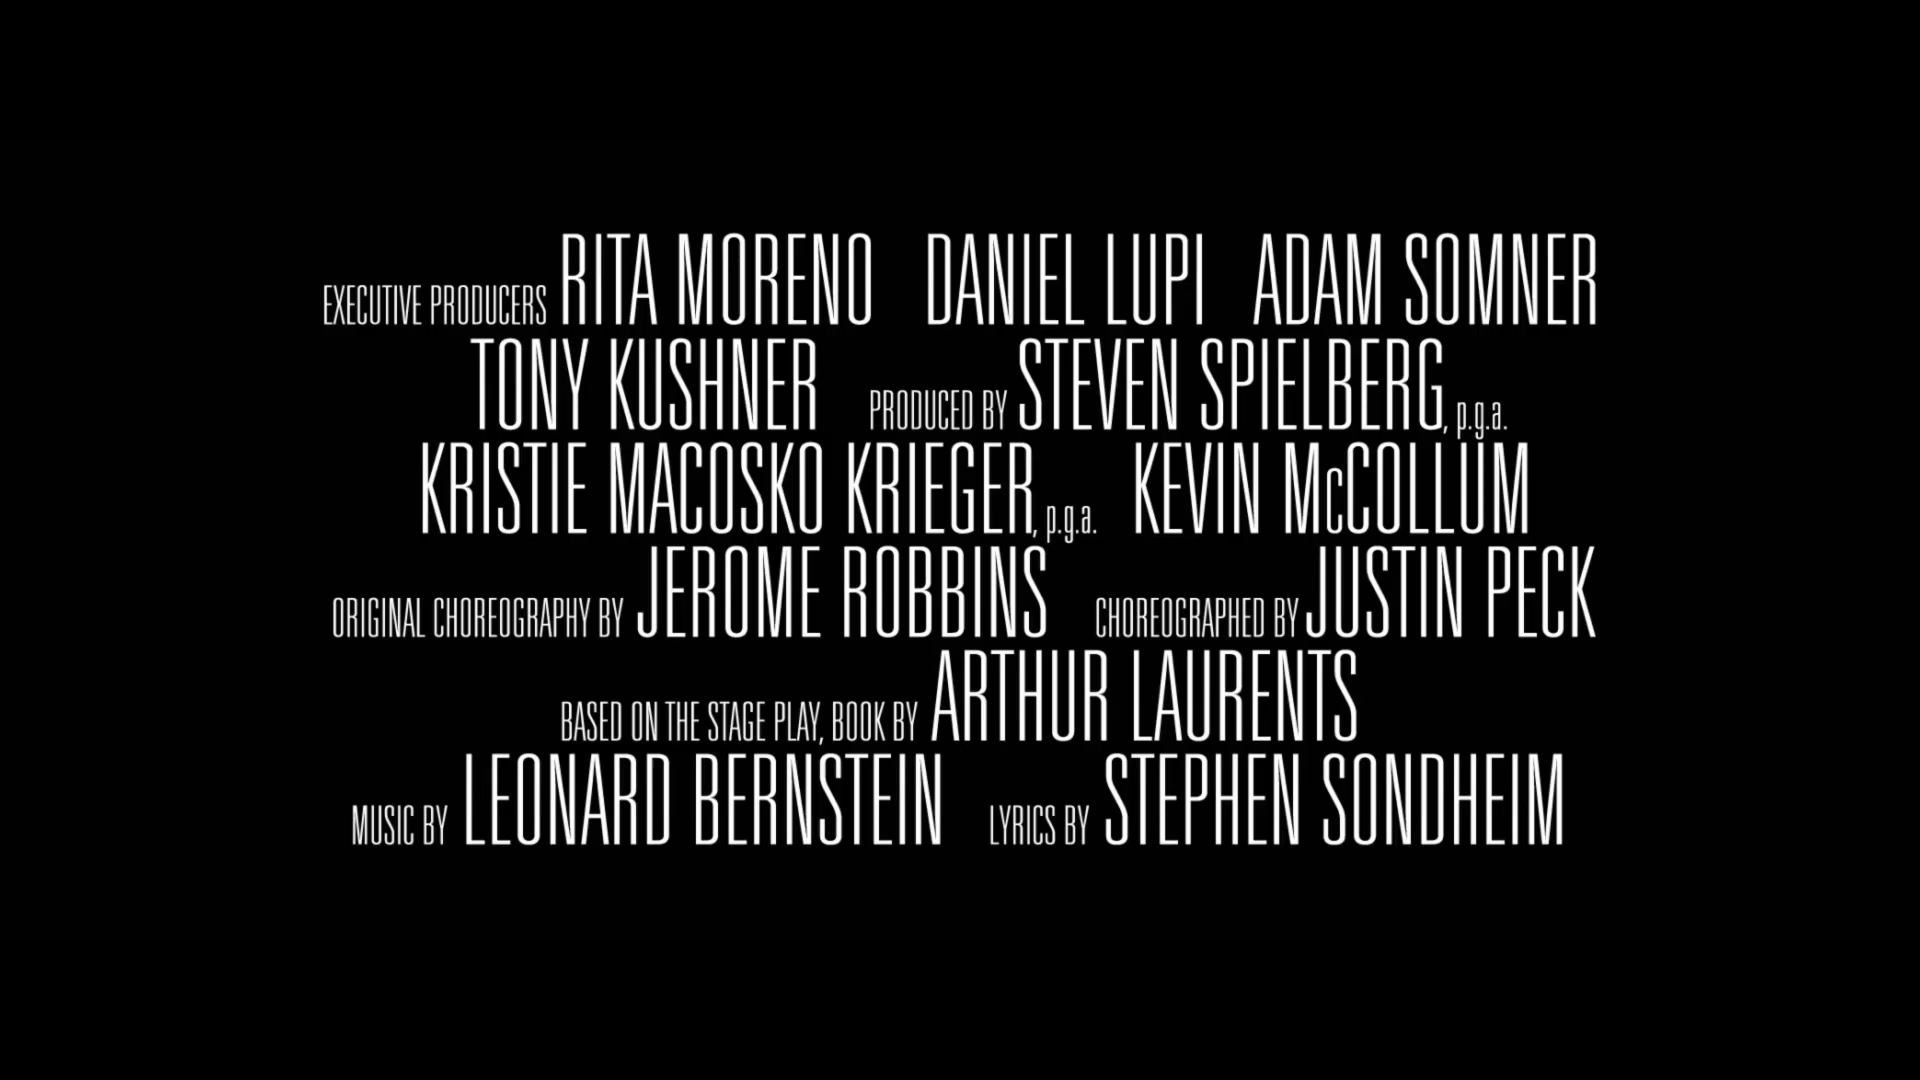 EXECUTIVE PRODUCERS RITA MORENO DANIEL LUPI ADAM SOMNER
TONY KUSHNER PRODUCED BY STEVEN SPIELBERG, p.g.a.
KRISTIE MACOSKO KRIEGER, p.g.a. KEVIN McCOLLUM
ORIGINAL CHOREOGRAPHY BY JEROME ROBBINS CHOREOGRAPHED BY JUSTIN PECK
BASED ON THE STAGE PLAY, BOOK BY ARTHUR LAURENTS
MUSIC BY LEONARD BERNSTEIN LYRICS BY STEPHEN SONDHEIM